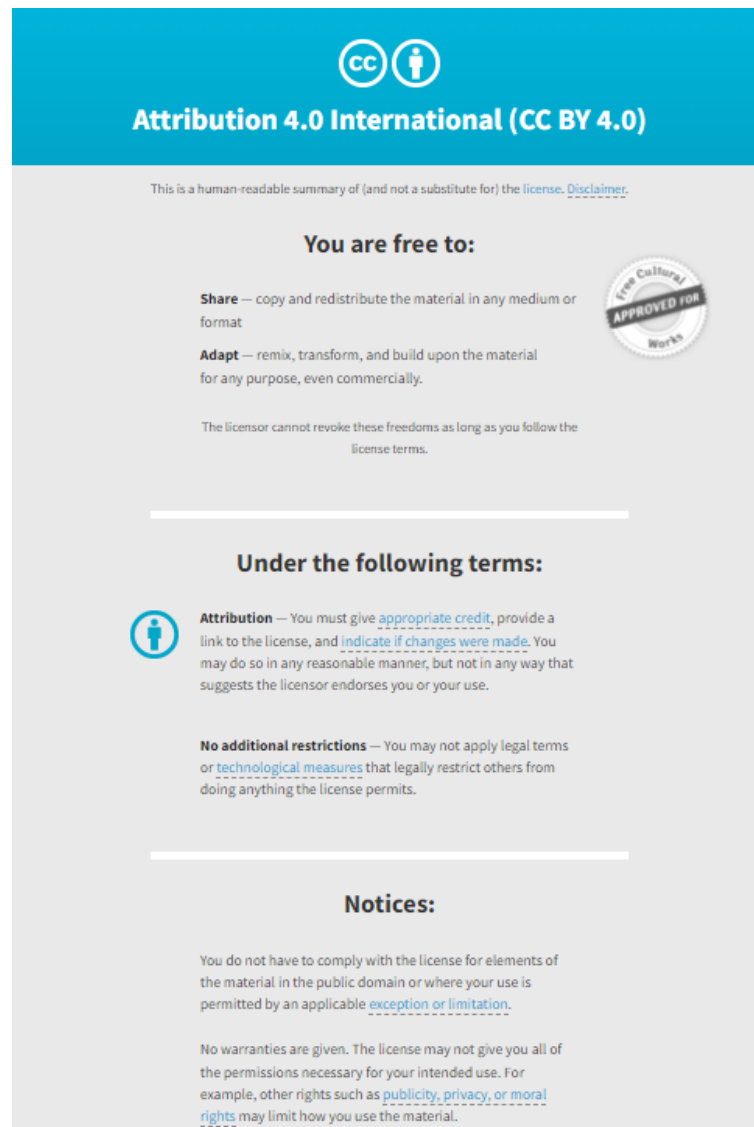 cc
Attribution 4.0 International (CC BY 4.0)
This is a human-readable summary of (and not a substitute for) the license. Disclaimer.
You are free to:
Share — copy and redistribute the material in any medium or
format
Adapt — remix, transform, and build upon the material
for any purpose, even commercially.
Free Cultural
APPROVED FOR
Works
The licensor cannot revoke these freedoms as long as you follow the
license terms.
Under the following terms:
Attribution — You must give appropriate credit, provide a
link to the license, and indicate if changes were made. You
may do so in any reasonable manner, but not in any way that
suggests the licensor endorses you or your use.
No additional restrictions — You may not apply legal terms
or technological measures that legally restrict others from
doing anything the license permits.
Notices:
You do not have to comply with the license for elements of
the material in the public domain or where your use is
permitted by an applicable exception or limitation.
No warranties are given. The license may not give you all of
the permissions necessary for your intended use. For
example, other rights such as publicity, privacy, or moral
rights may limit how you use the material.